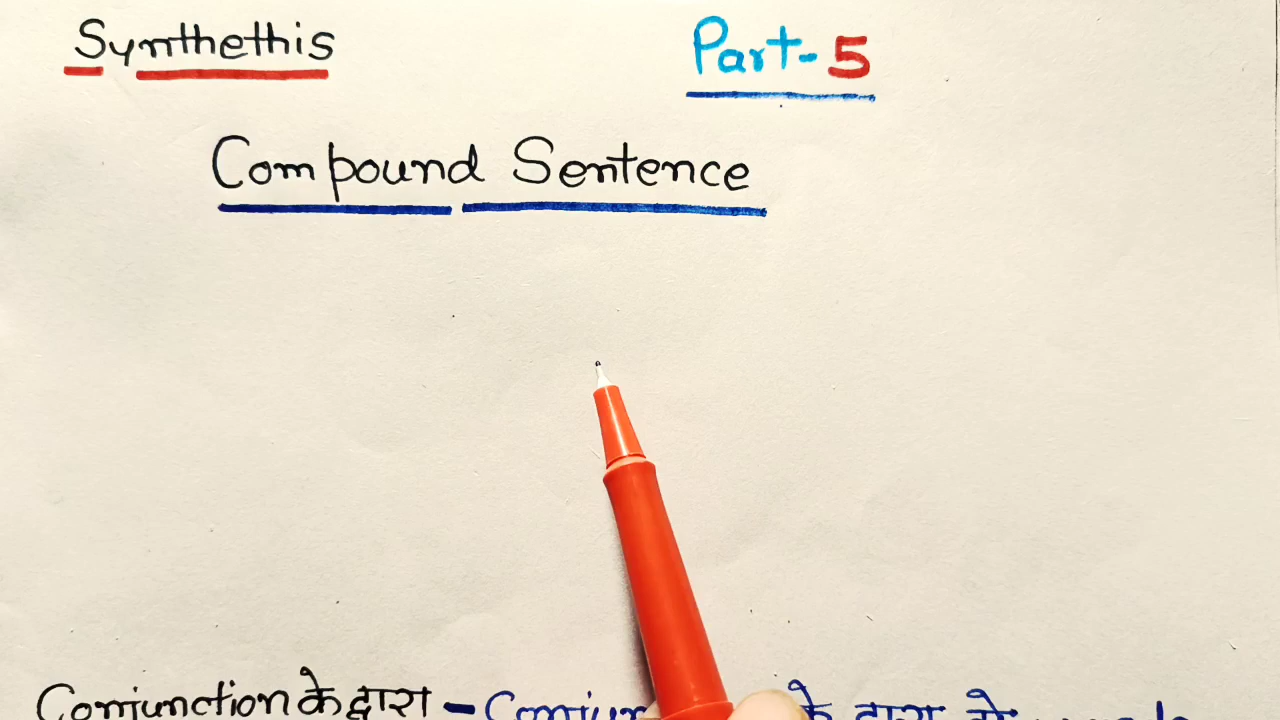 Synthethis Part-5
Compound Sentence
Conjunction के द्वारा - के द्वारा